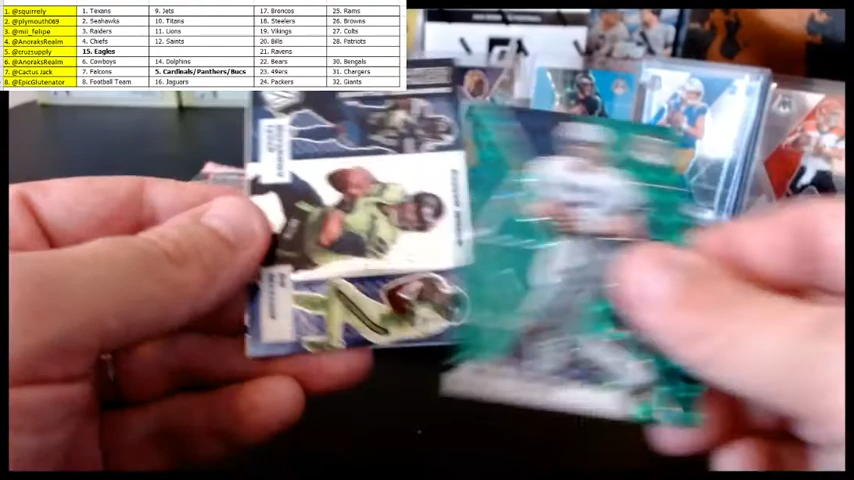 1. @squirrely 1. Texans 9. Jets 17. Broncos 25. Rams
2. @plymouth069 2. Seahawks 10. Titans 18. Steelers 26. Browns
3. @mii_felipe 3. Raiders 11. Lions 19. Vikings 27. Colts
4. @AnoraksRealm 4. Chiefs 12. Saints 20. Bills 28. Patriots
5. @cruzsupply 15. Eagles 21. Ravens
6. @AnoraksRealm 6. Cowboys 14. Dolphins 22. Bears 30. Bengals
7. @Cactus Jack 7. Falcons 5. Cardinals/Panthers/Bucs 23. 49ers 31. Chargers
8. @EpicGlutenator 8. Football Team 16. Jaguars 24. Packers 32. Giants